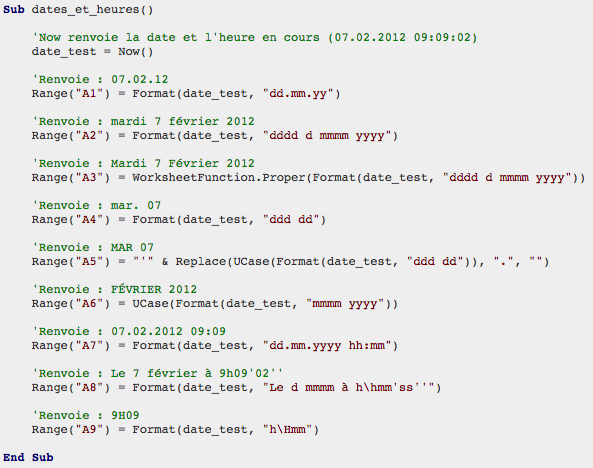 Sub dates_et_heures()
'Now renvoie la date et l'heure en cours (07.02.2012 09:09:02)
date_test = Now()
'Renvoie : 07.02.12
Range("A1") = Format(date_test, "dd.mm.yy")
'Renvoie : mardi 7 février 2012
Range("A2") = Format(date_test, "dddd d mmmm yyyy")
'Renvoie : Mardi 7 Février 2012
Range("A3") = WorksheetFunction.Proper(Format(date_test, "dddd d mmmm yyyy"))
'Renvoie : mar. 07
Range("A4") = Format(date_test, "ddd dd")
'Renvoie : MAR 07
Range("A5") = "'" & Replace(UCase(Format(date_test, "ddd dd")), ".", "")
'Renvoie : FÉVRIER 2012
Range("A6") = UCase(Format(date_test, "mmmm yyyy"))
'Renvoie : 07.02.2012 09:09
Range("A7") = Format(date_test, "dd.mm.yyyy hh:mm")
'Renvoie : Le 7 février à 9h09'02''
Range("A8") = Format(date_test, "Le d mmmm à h\hmm'ss''")
'Renvoie : 9H09
Range("A9") = Format(date_test, "h\Hmm")
End Sub